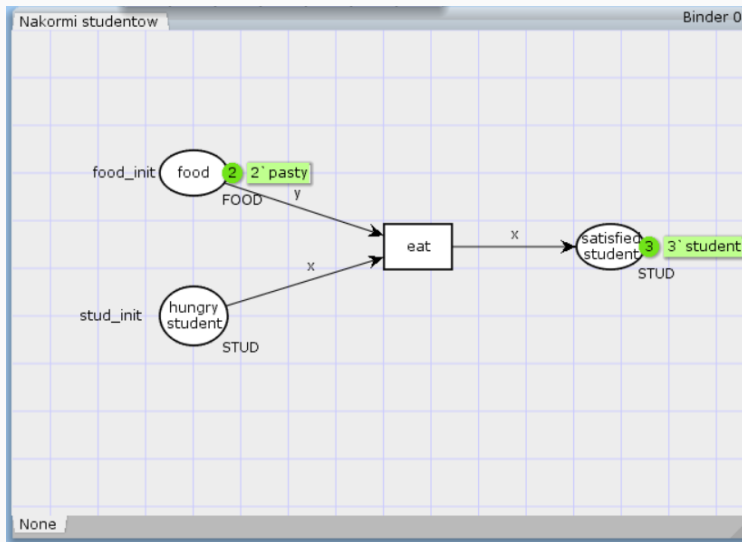 Nakormi studentow
Binder 0
food_init
food
2
2`pasty
FOOD
y
eat
x
satisfied
student
3
3`student
STUD
x
stud_init
hungry
student
STUD
None